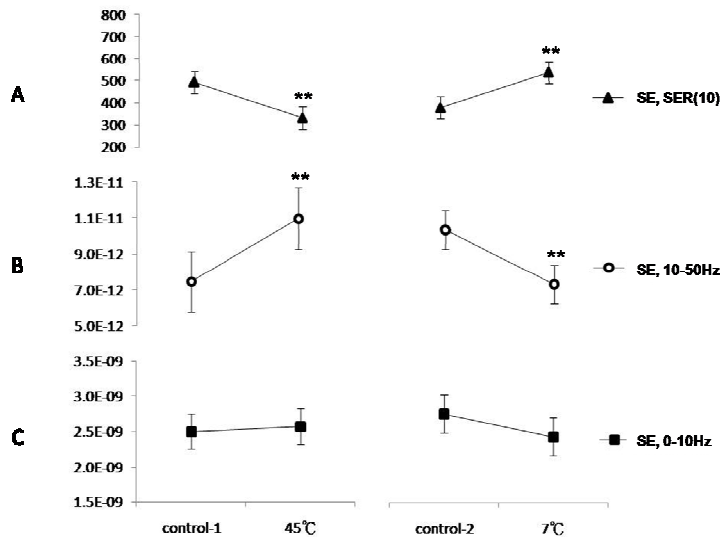 A
800
700
600
500
400
300
200
**
**
SE, SER(10)
B
1.3E-11
1.1E-11
9.0E-12
7.0E-12
5.0E-12
**
**
SE, 10-50Hz
C
3.5E-09
3.0E-09
2.5E-09
2.0E-09
1.5E-09
SE, 0-10Hz
control-1 45℃ control-2 7℃